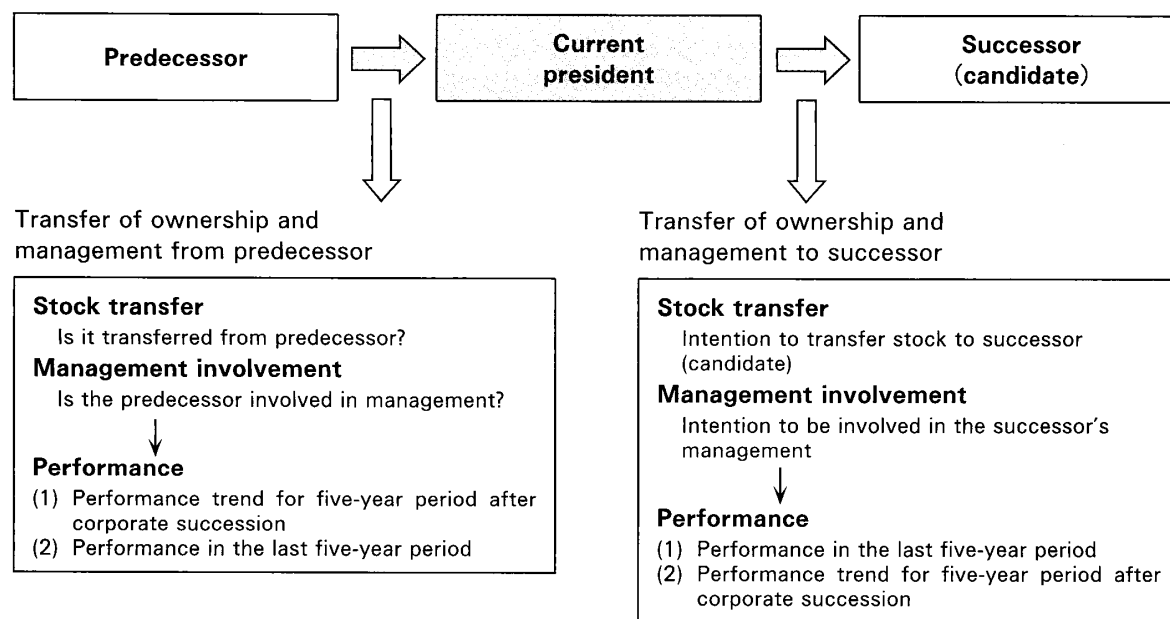 Predecessor
Current
president
Successor
(candidate)
Transfer of ownership and
management from predecessor
Stock transfer
Is it transferred from predecessor?
Management involvement
Is the predecessor involved in management?
Performance
(1) Performance trend for five-year period after
corporate succession
(2) Performance in the last five-year period
Transfer of ownership and
management to successor
Stock transfer
Intention to transfer stock to successor
(candidate)
Management involvement
Intention to be involved in the successor's
management
Performance
(1) Performance in the last five-year period
(2) Performance trend for five-year period after
corporate succession